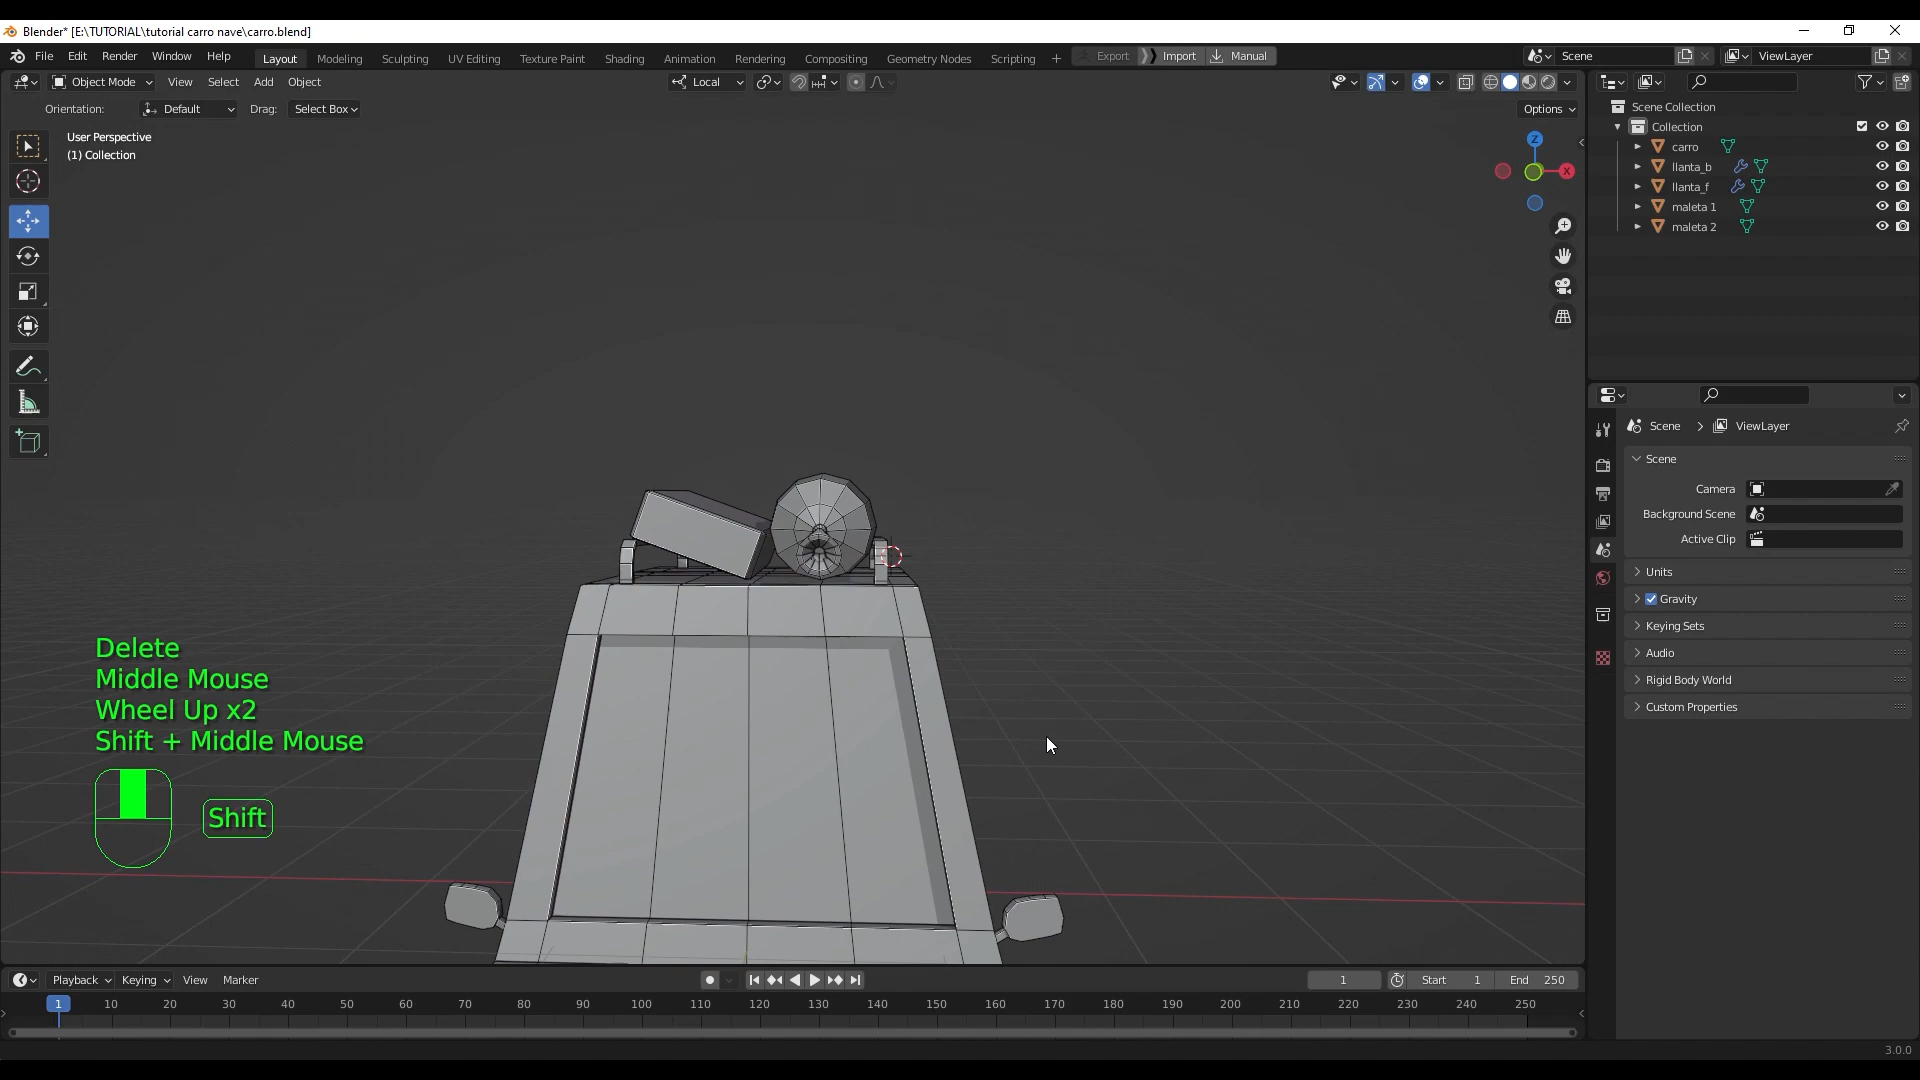 Blender* [E:\TUTORIAL\tutorial carro nave\carro.blend]
File Edit Render Window Help Layout Modeling Sculpting UV Editing Texture Paint Shading Animation Rendering Compositing Geometry Nodes Scripting + Export Import Manual Scene ViewLayer
Object Mode View Select Add Object Local
Orientation: Default Drag: Select Box Options
User Perspective
(1) Collection
Z
X
Scene Collection
Collection
carro
llanta_b
llanta_f
maleta 1
maleta 2
Scene ViewLayer
Scene
Camera
Background Scene
Active Clip
Units
Gravity
Keying Sets
Audio
Rigid Body World
Custom Properties
Delete
Middle Mouse
Wheel Up x2
Shift + Middle Mouse
Shift
Playback Keying View Marker 1 Start 1 End 250
1 10 20 30 40 50 60 70 80 90 100 110 120 130 140 150 160 170 180 190 200 210 220 230 240 250
3.0.0